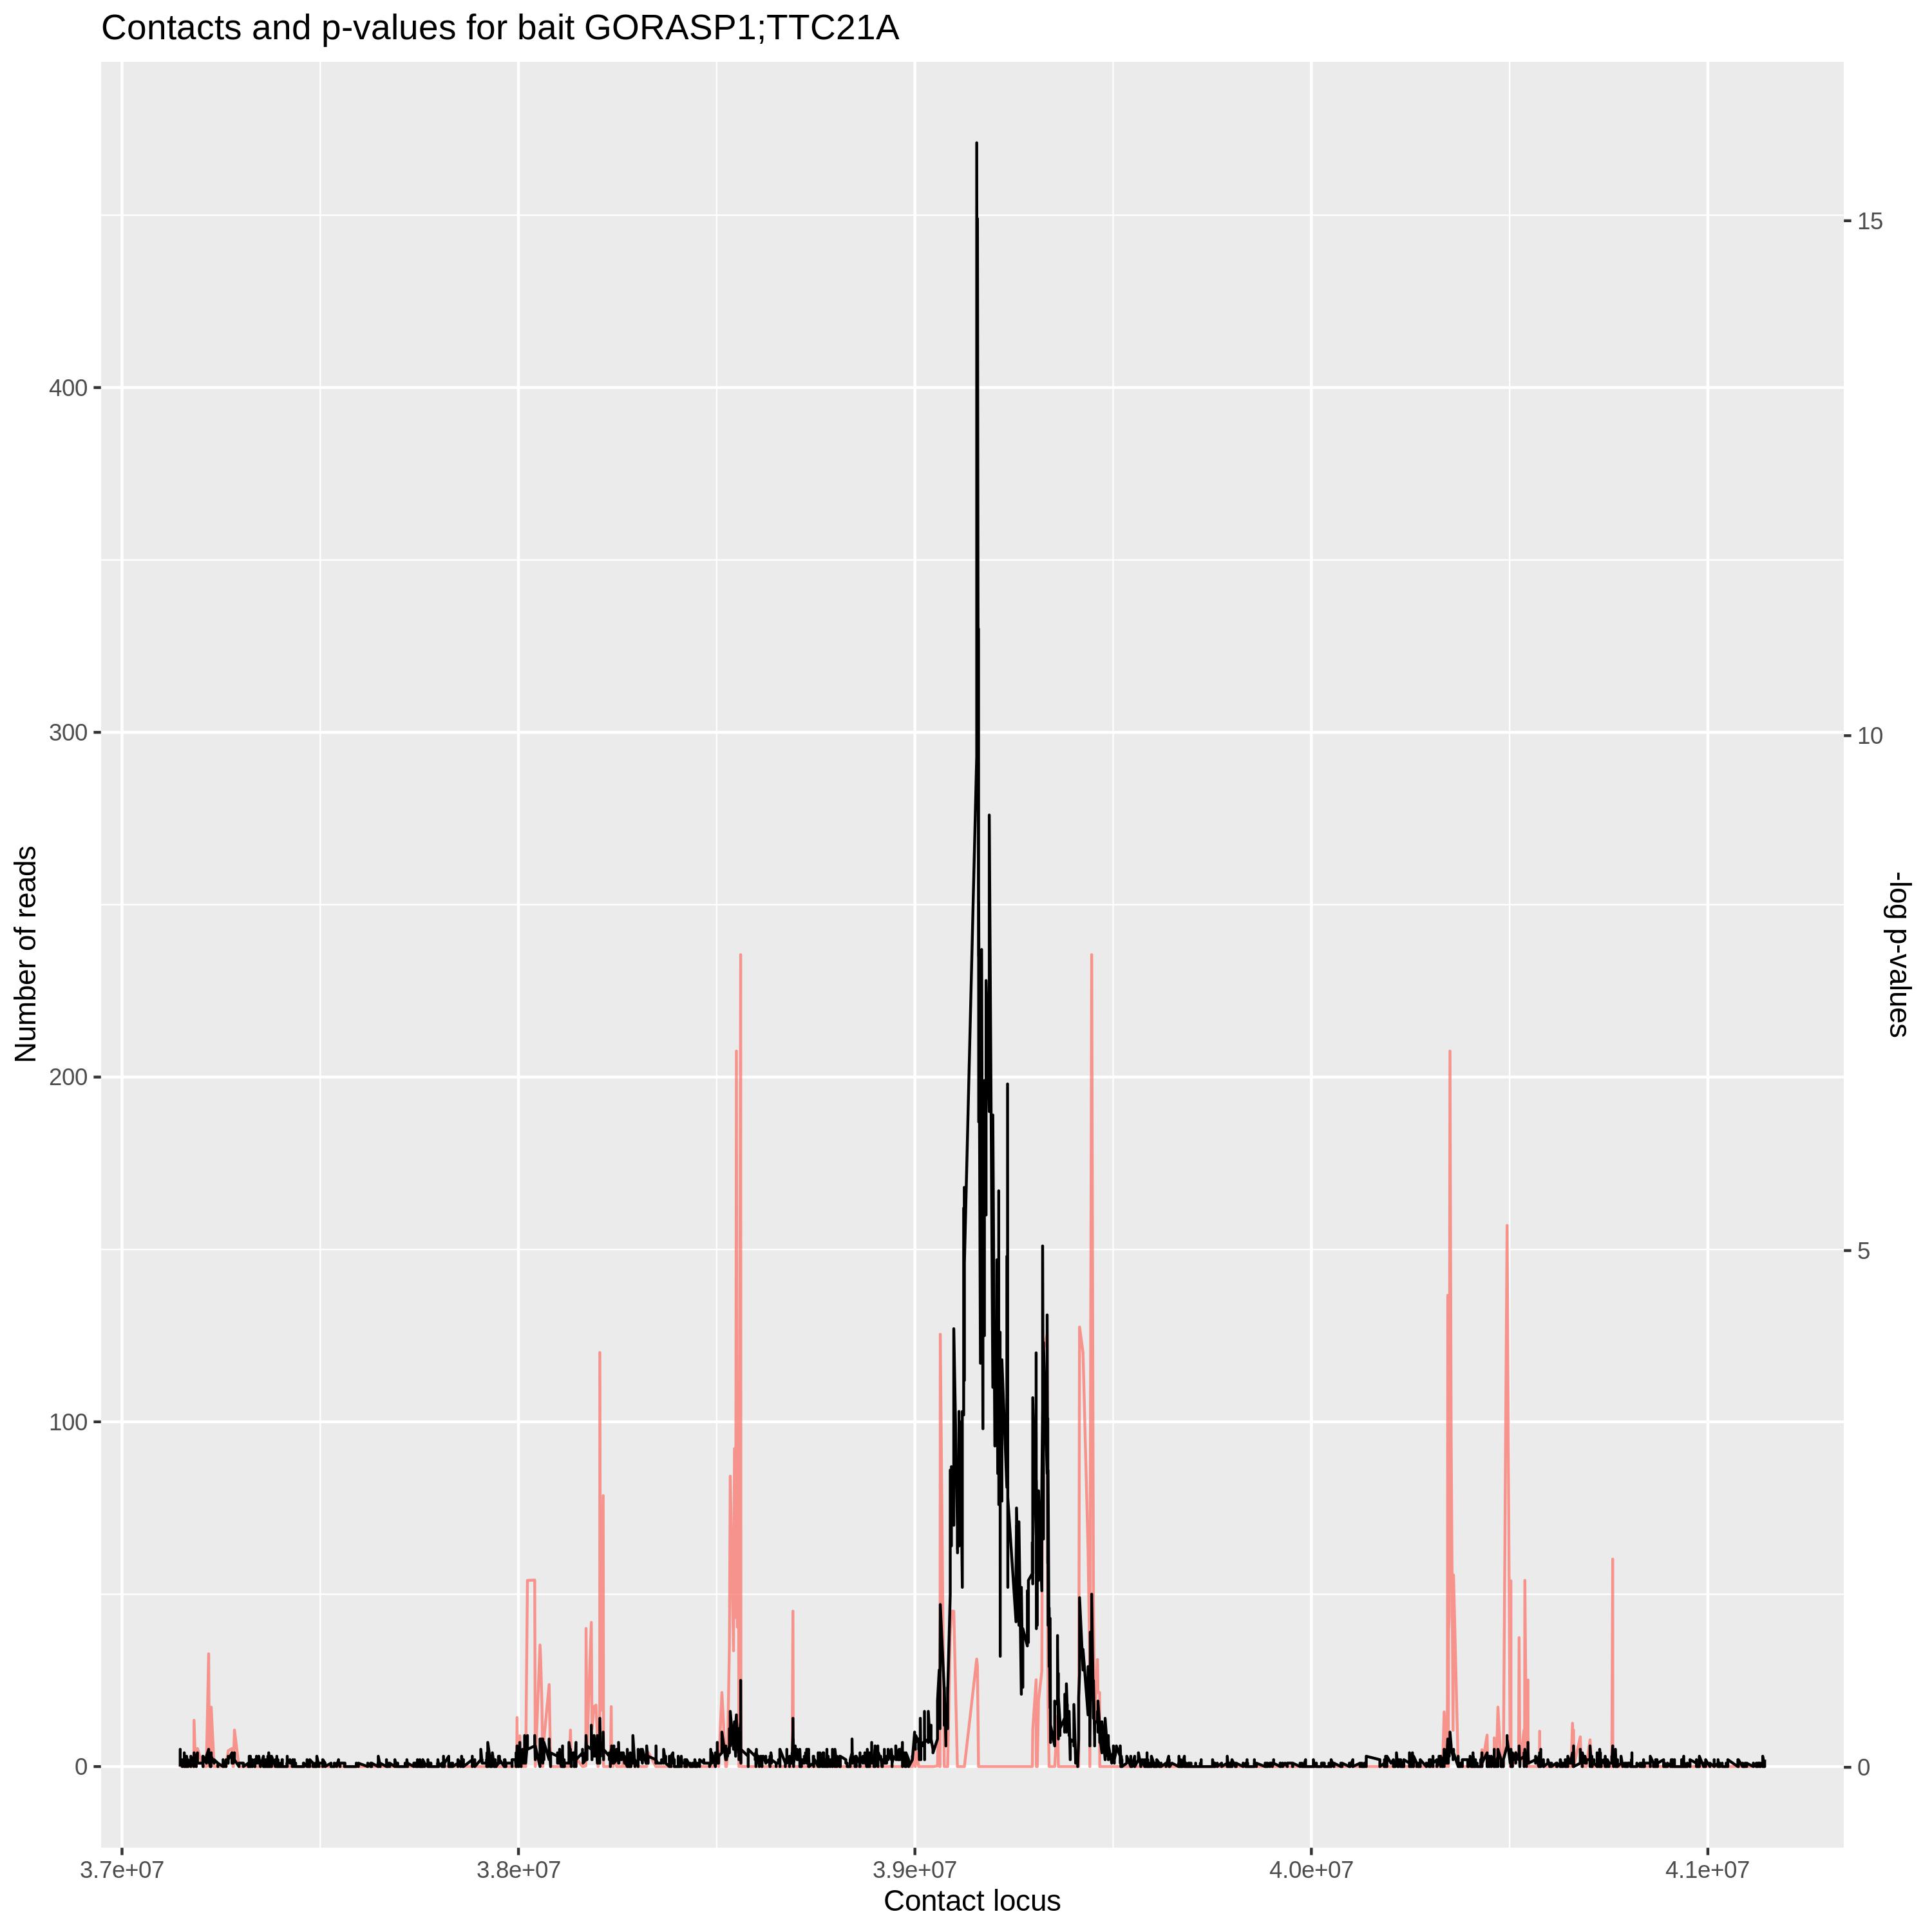 Contacts and p-values for bait GORASP1;TTC21A
Number of reads
400
300
200
100
0
15
10
5
0
-log p-values
3.7e+07
3.8e+07
3.9e+07
4.0e+07
4.1e+07
Contact locus